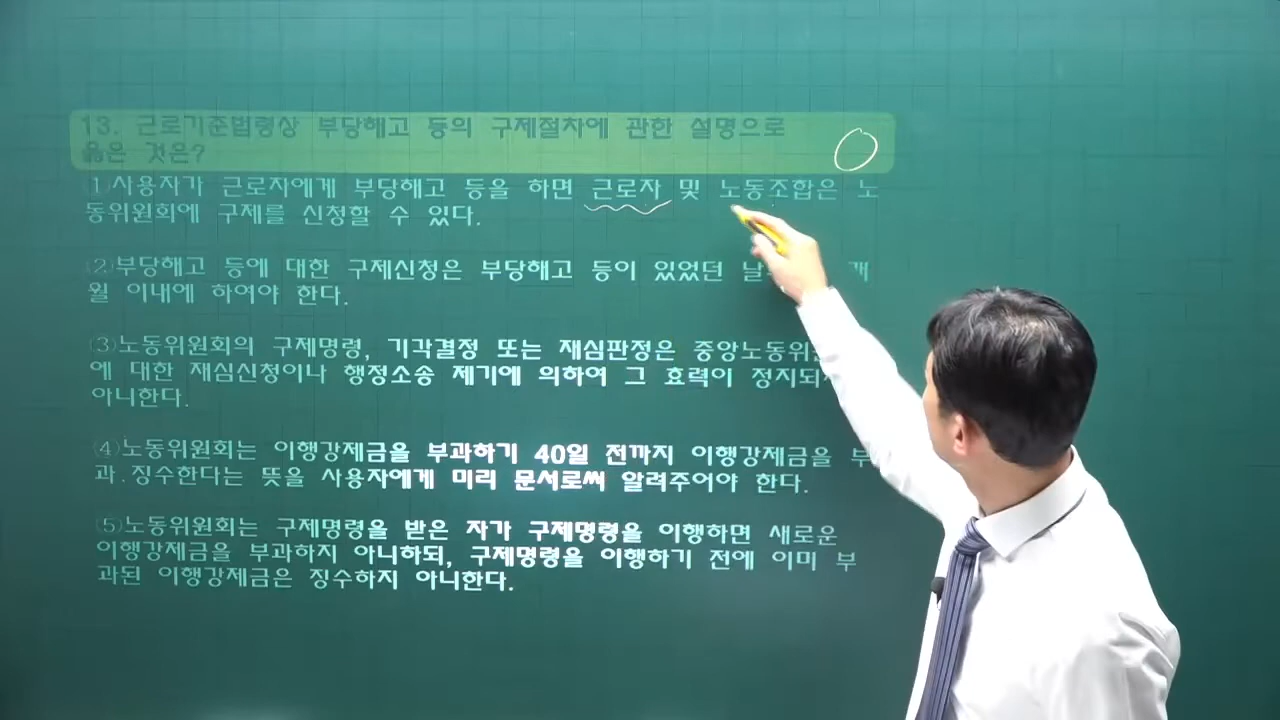 13. 근로기준법령상 부당해고 등의 구제절차에 관한 설명으로
옳은 것은?
(1)사용자가 근로자에게 부당해고 등을 하면 근로자 및 노동조합은 노
동위원회에 구제를 신청할 수 있다.
(2)부당해고 등에 대한 구제신청은 부당해고 등이 있었던
월 이내에 하여야 한다.
(3)노동위원회의 구제명령, 기각결정 또는 재심판정은
에 대한 재심신청이나 행정소송 제기에 의하여 그 효력이
아니한다.
(4)노동위원회는 이행강제금을 부과하기 40일 전까지 이행강제금을 부
과.징수한다는 뜻을 사용자에게 미리 문서로써 알려주어야 한다.
(5)노동위원회는 구제명령을 받은 자가 구제명령을 이행하면 새로운
이행강제금을 부과하지 아니하되, 구제명령을 이행하기 전에 이미 부
과된 이행강제금은 징수하지 아니한다.